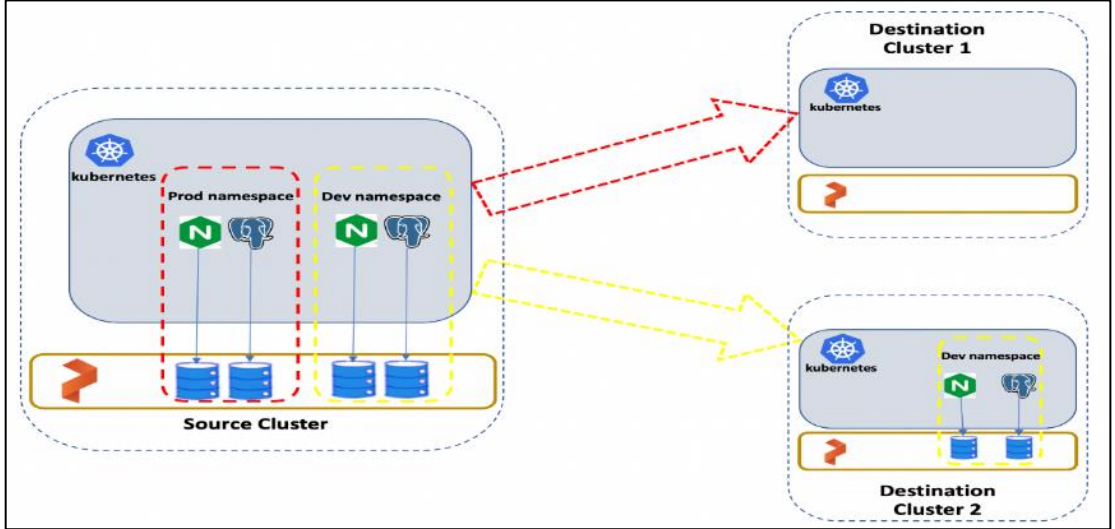 Destination
Cluster 1
kubernetes
kubernetes
Prod namespace
Dev namespace
N
N
Source Cluster
kubernetes
Dev namespace
N
Destination
Cluster 2